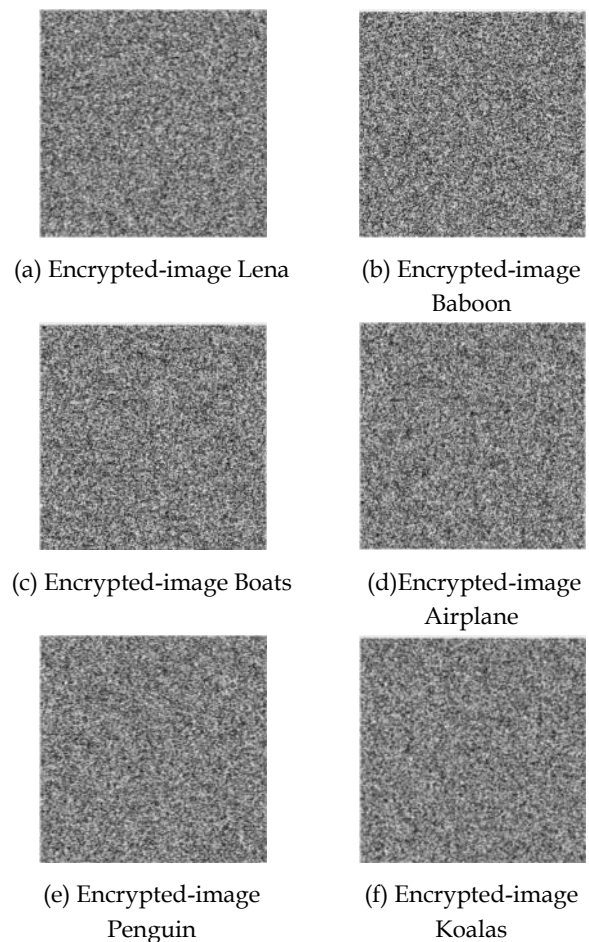 (a) Encrypted-image Lena
(b) Encrypted-image
Baboon
(c) Encrypted-image Boats
(d)Encrypted-image
Airplane
(e) Encrypted-image
Penguin
(f) Encrypted-image
Koalas